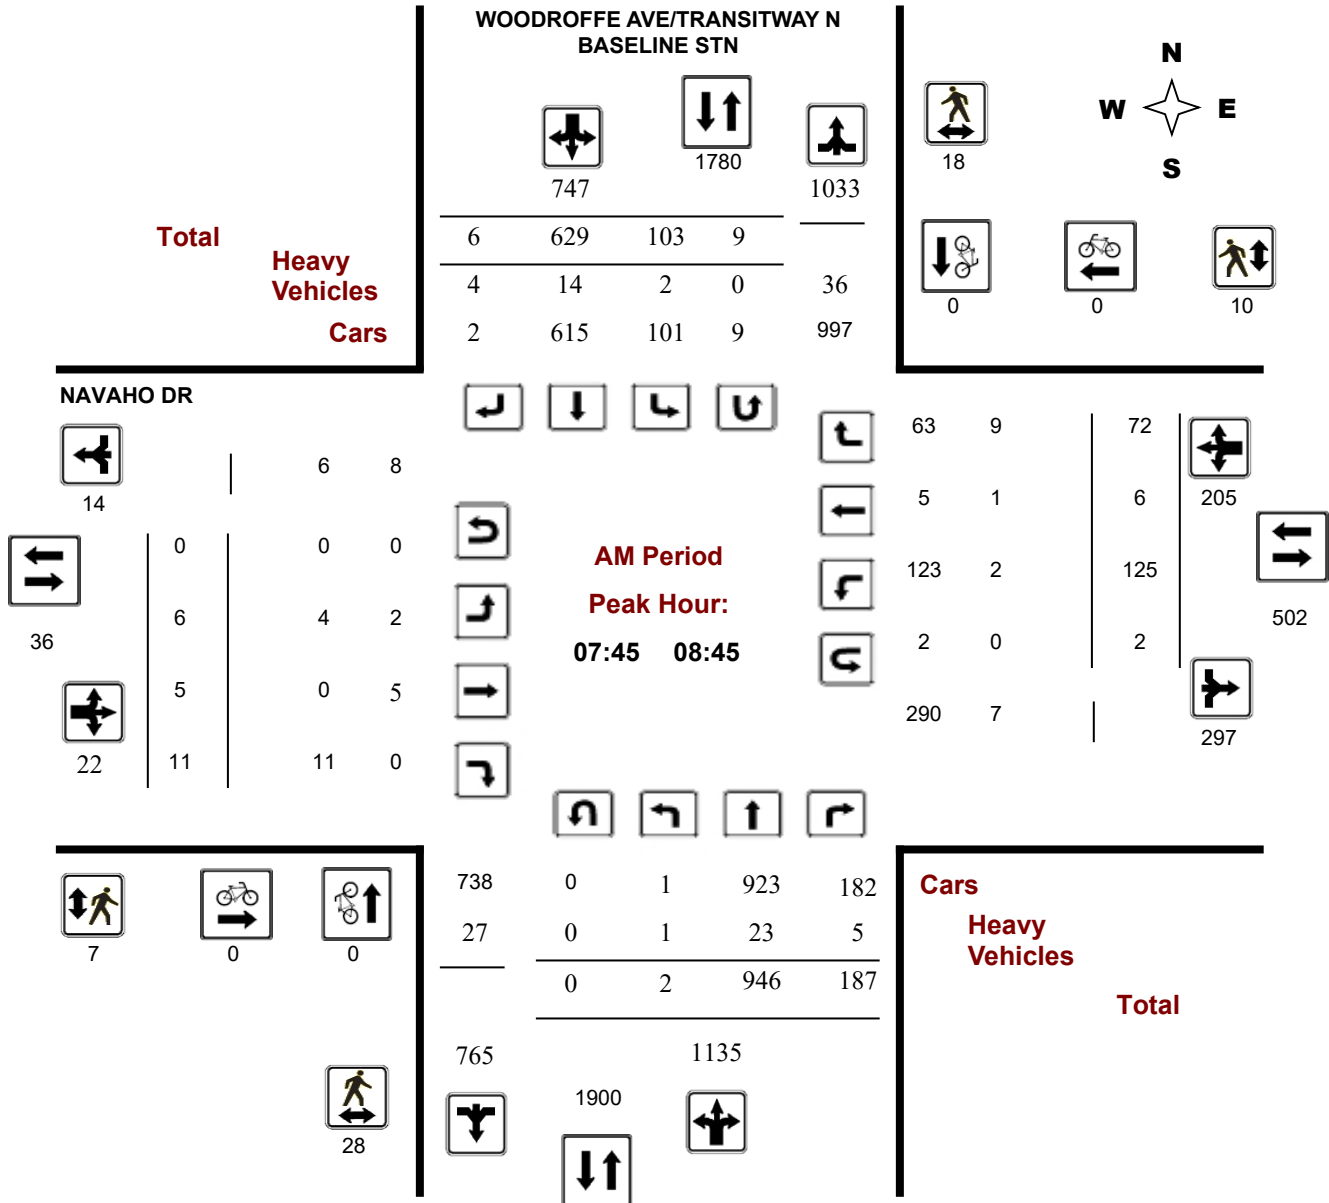 WOODROFFE AVE/TRANSITWAY N
BASELINE STN
N
W E
S
1780
18
747 1033
Total
6 629 103 9
Heavy
Vehicles
4 14 2 0 36
0 0 10
Cars
2 615 101 9 997
NAVAHO DR
63 9 72
6 8
14
5 1 6 205
0 0 0
AM Period
123 2 125
6 4 2
Peak Hour:
502
36
07:45 08:45
2 0 2
5 0 5
290 7
297
22 11 11 0
738 0 1 923 182
Cars
27 0 1 23 5
Heavy
Vehicles
7 0 0
0 2 946 187
Total
765 1135
1900
28